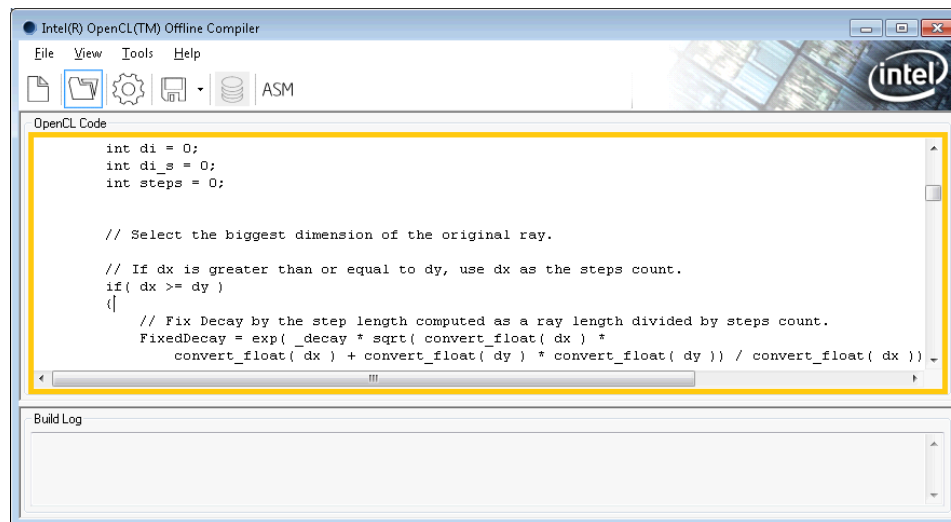 Intel(R) OpenCL(TM) Offline Compiler
File View Tools Help
ASM
intel
OpenCL Code
int di = 0;
int di_s = 0;
int steps = 0;
// Select the biggest dimension of the original ray.
// If dx is greater than or equal to dy, use dx as the steps count.
if( dx >= dy )
{
// Fix Decay by the step length computed as a ray length divided by steps count.
FixedDecay = exp( _decay * sqrt( convert_float( dx ) *
convert_float( dx ) + convert_float( dy ) * convert_float( dy )) / convert_float( dx ))
Build Log